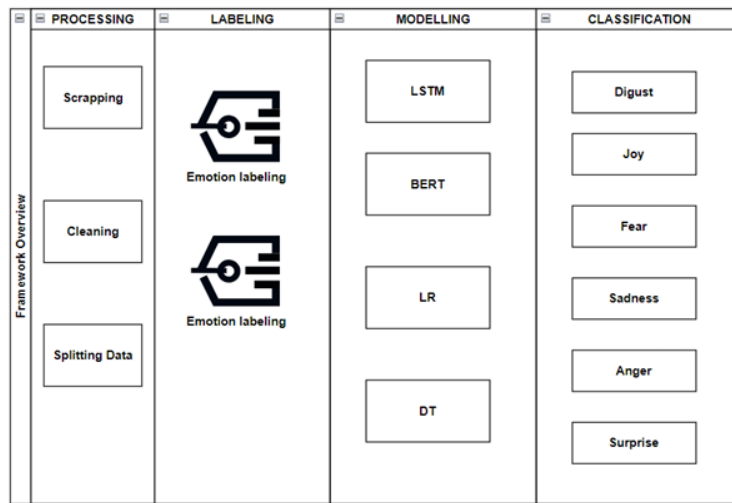 Framework Overview
PROCESSING
Scrapping
Cleaning
Splitting Data
LABELING
Emotion labeling
Emotion labeling
MODELLING
LSTM
BERT
LR
DT
CLASSIFICATION
Digust
Joy
Fear
Sadness
Anger
Surprise